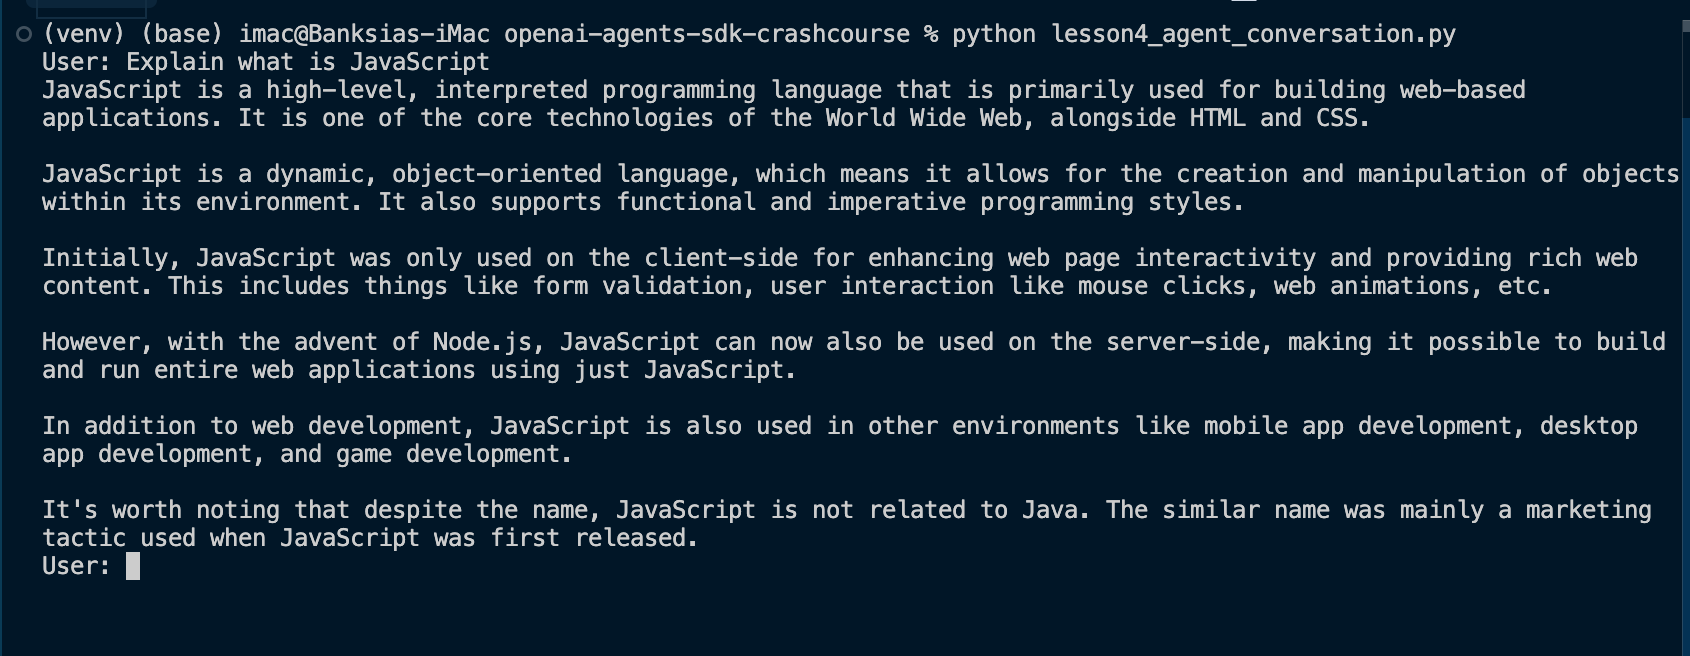 (venv) (base) imac@Banksias-iMac openai-agents-sdk-crashcourse % python lesson4_agent_conversation.py
User: Explain what is JavaScript
JavaScript is a high-level, interpreted programming language that is primarily used for building web-based
applications. It is one of the core technologies of the World Wide Web, alongside HTML and CSS.
JavaScript is a dynamic, object-oriented language, which means it allows for the creation and manipulation of objects
within its environment. It also supports functional and imperative programming styles.
Initially, JavaScript was only used on the client-side for enhancing web page interactivity and providing rich web
content. This includes things like form validation, user interaction like mouse clicks, web animations, etc.
However, with the advent of Node.js, JavaScript can now also be used on the server-side, making it possible to build
and run entire web applications using just JavaScript.
In addition to web development, JavaScript is also used in other environments like mobile app development, desktop
app development, and game development.
It's worth noting that despite the name, JavaScript is not related to Java. The similar name was mainly a marketing
tactic used when JavaScript was first released.
User: